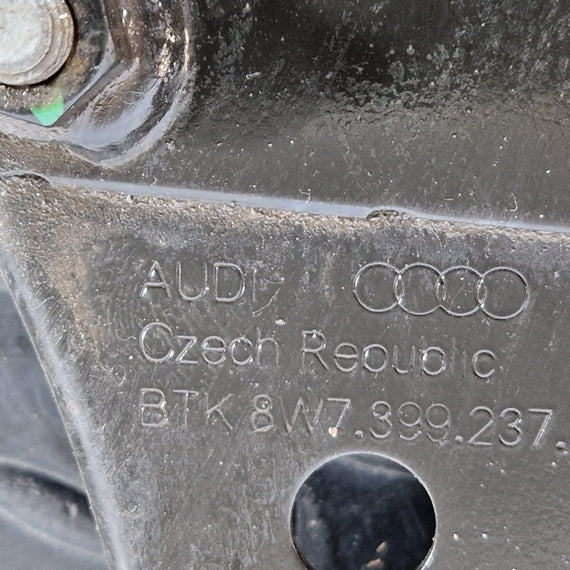 AUDI
Czech Republic
BTK 8W7.399.237.